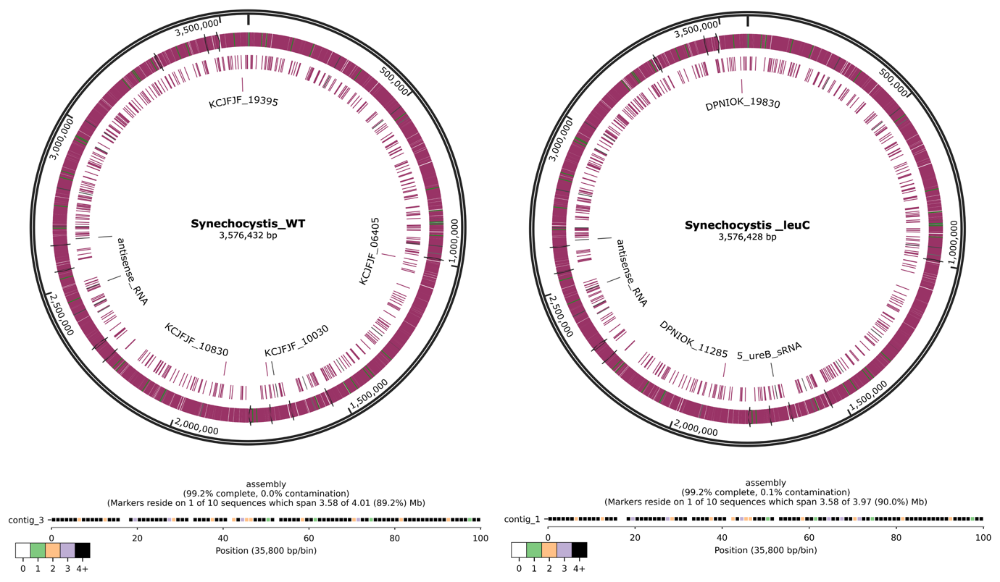 3,500,000
500,000
KCJFJF_19395
3,000,000
Synechocystis_WT
3,576,432 bp
KCJFJF_06405
1,000,000
antisense_RNA
2,500,000
KCJFJF_10830
KCJFJF_10030
1,500,000
2,000,000
3,500,000
500,000
DPNIOK_19830
3,000,000
Synechocystis _leuC
3,576,428 bp
1,000,000
antisense_RNA
2,500,000
DPNIOK_11285
5_ureB_sRNA
1,500,000
2,000,000
assembly
(99.2% complete, 0.0% contamination)
(Markers reside on 1 of 10 sequences which span 3.58 of 4.01 (89.2%) Mb)
contig_3
0 20 40 60 80 100
Position (35,800 bp/bin)
0 1 2 3 4+
assembly
(99.2% complete, 0.1% contamination)
(Markers reside on 1 of 10 sequences which span 3.58 of 3.97 (90.0%) Mb)
contig_1
0 20 40 60 80 100
Position (35,800 bp/bin)
0 1 2 3 4+